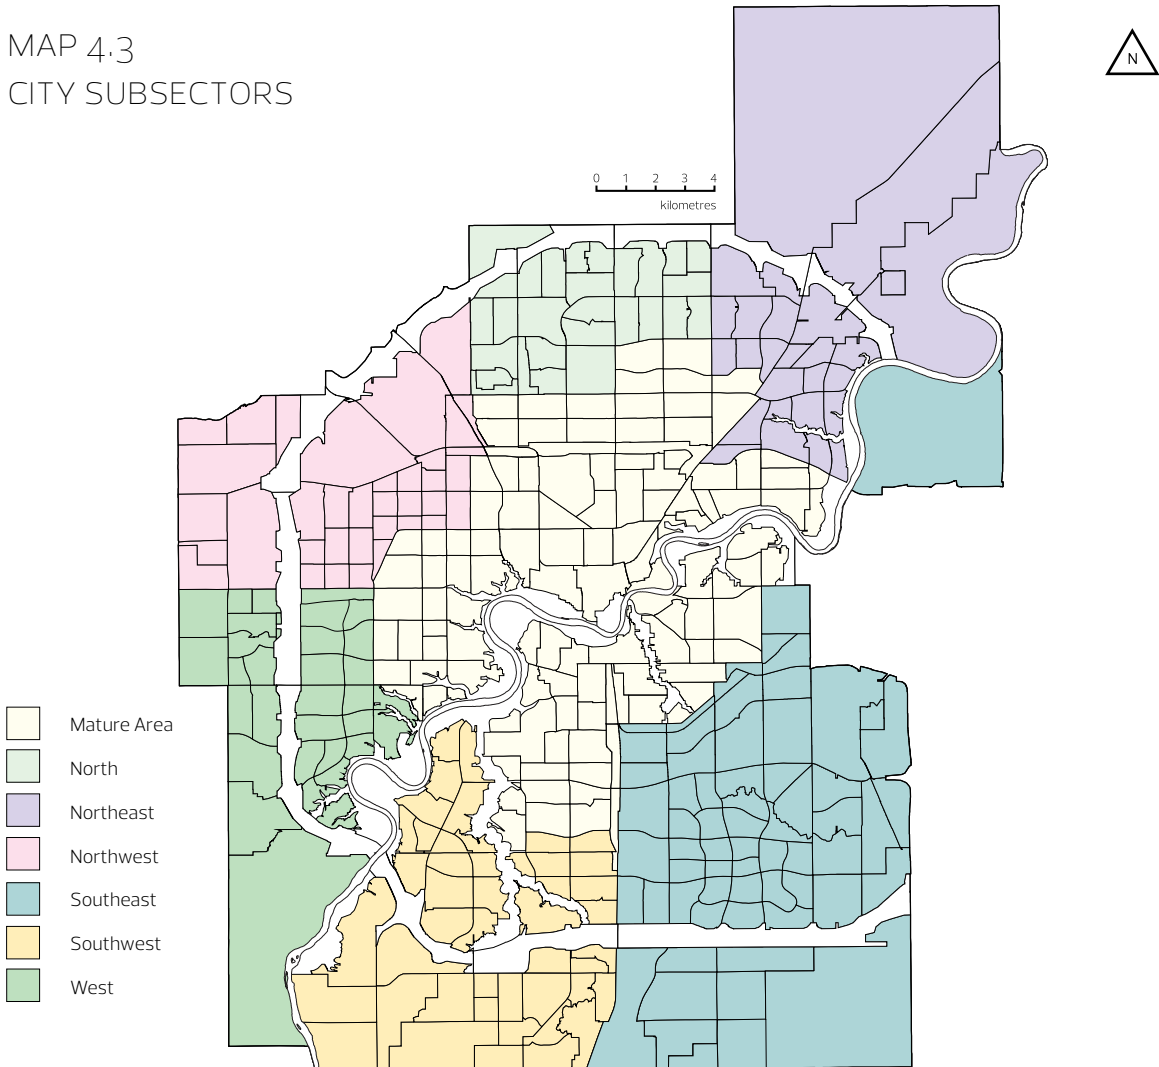 MAP 4.3
CITY SUBSECTORS
N
0 1 2 3 4
kilometres
Mature Area
North
Northeast
Northwest
Southeast
Southwest
West